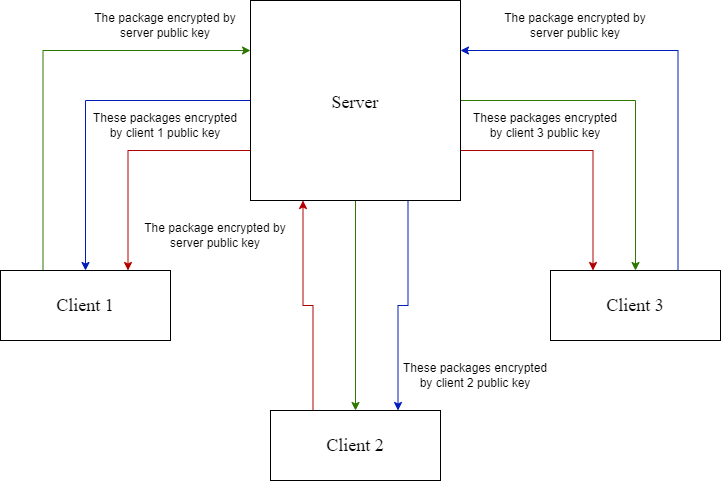 The package encrypted by
server public key
The package encrypted by
server public key
Server
These packages encrypted
by client 1 public key
These packages encrypted
by client 3 public key
The package encrypted by
server public key
Client 1
Client 3
These packages encrypted
by client 2 public key
Client 2